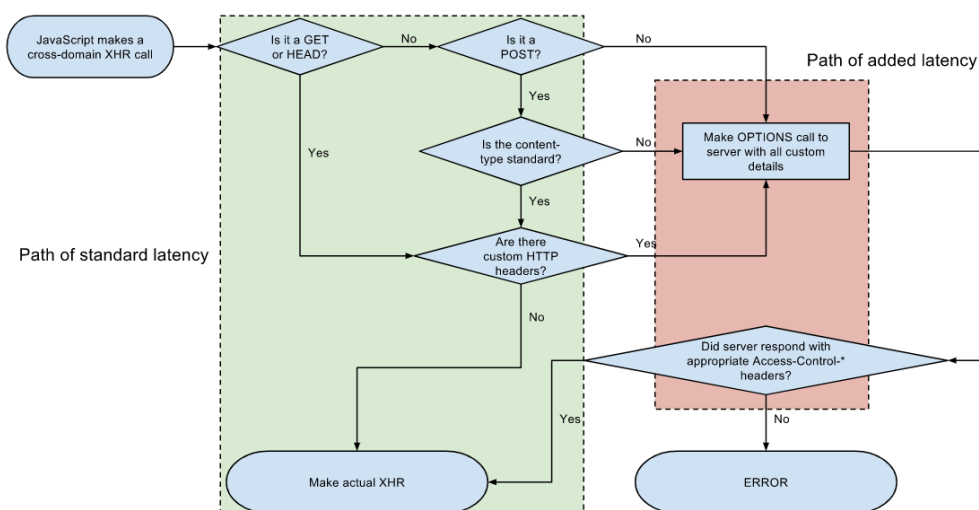 JavaScript makes a
cross-domain XHR call
Is it a GET
or HEAD?
No
Is it a
POST?
No
Path of added latency
Yes
Yes
Is the content-
type standard?
No
Make OPTIONS call to
server with all custom
details
Yes
Path of standard latency
Are there
custom HTTP
headers?
Yes
No
Did server respond with
appropriate Access-Control-*
headers?
Yes
No
Make actual XHR
ERROR